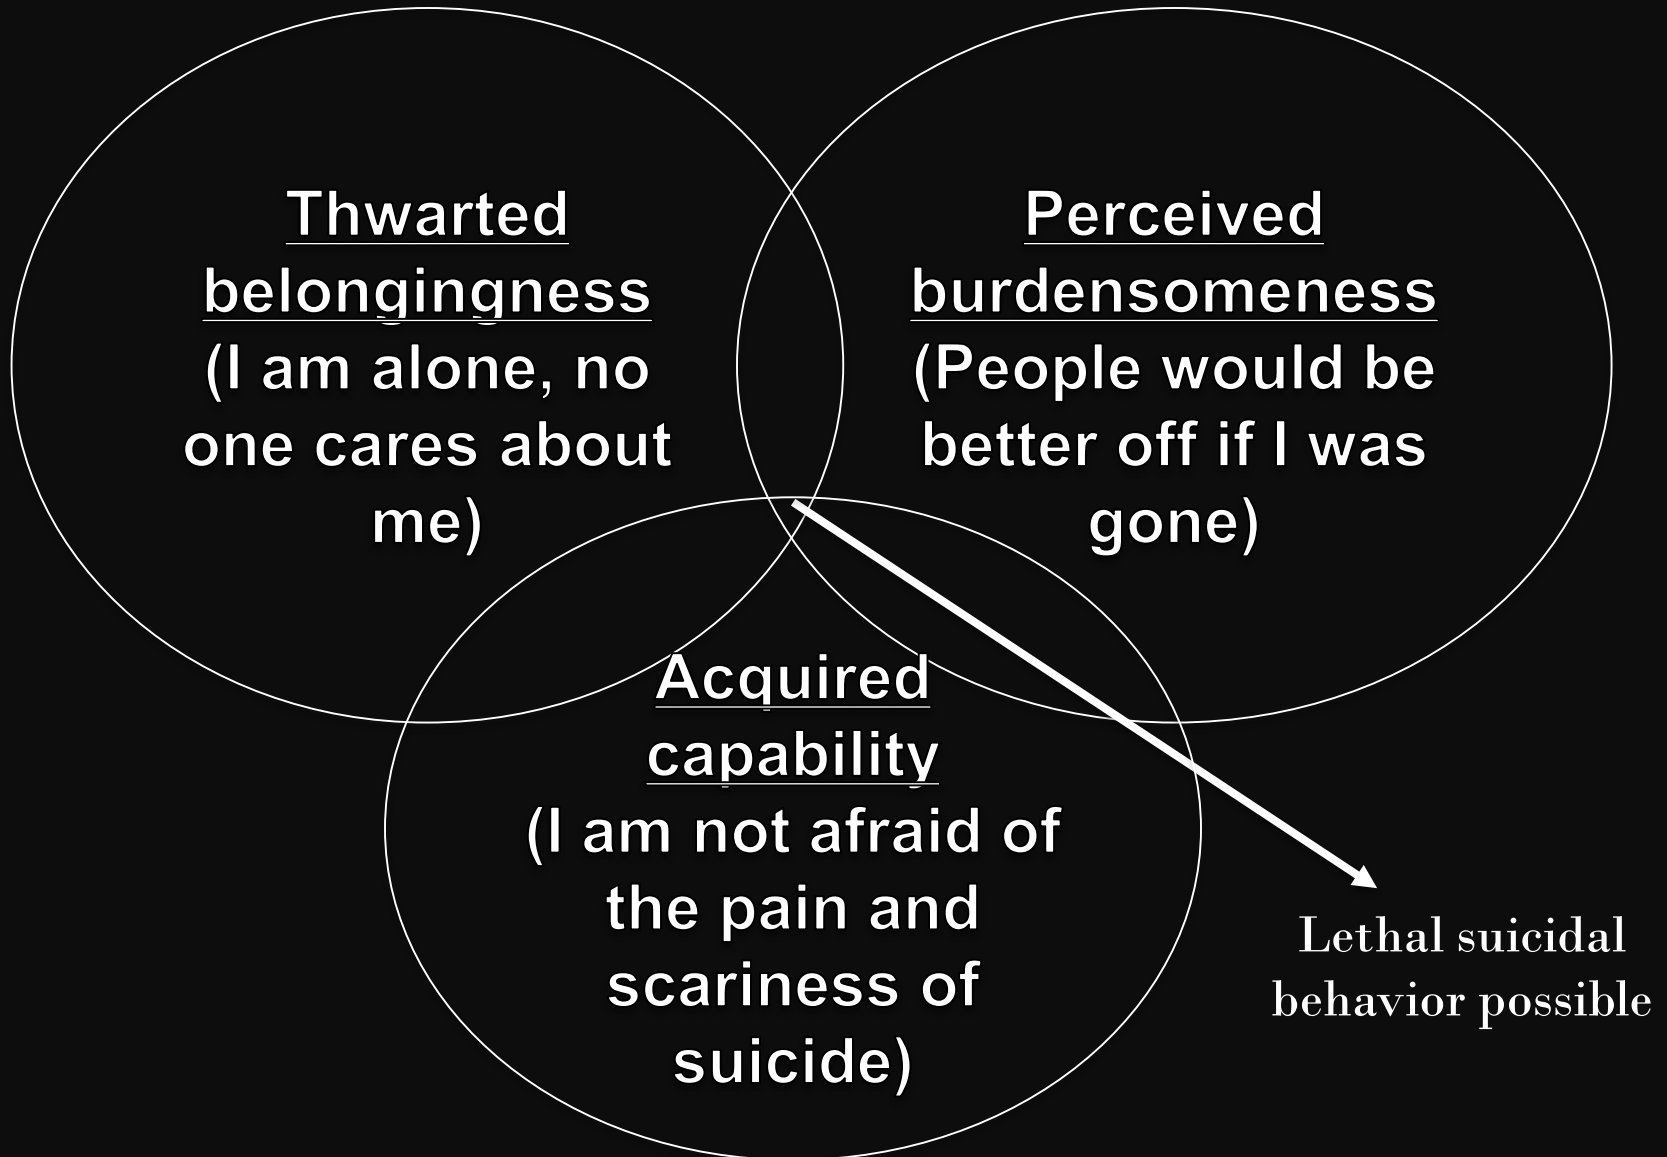 Thwarted
belongingness
(I am alone, no
one cares about
me)
Perceived
burdensomeness
(People would be
better off if I was
gone)
Acquired
capability
(I am not afraid of
the pain and
scariness of
suicide)
Lethal suicidal
behavior possible